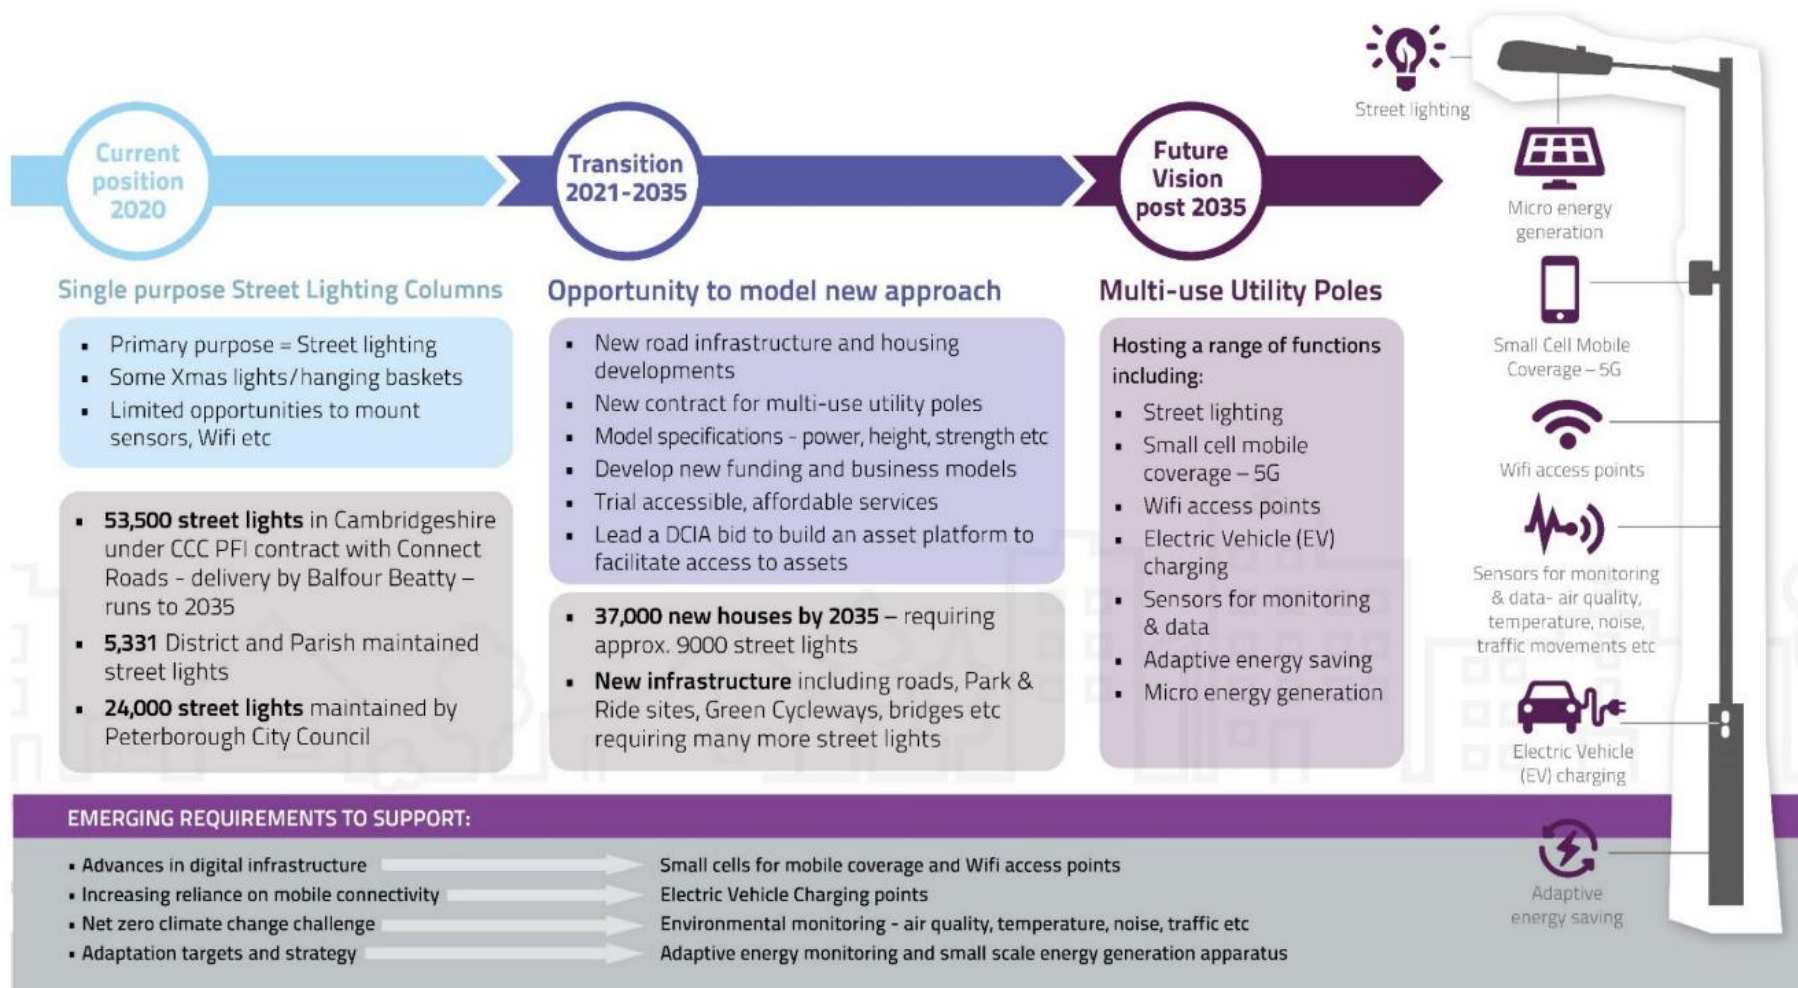 Current
position
2020
Transition
2021-2035
Future
Vision
post 2035
Single purpose Street Lighting Columns
▪ Primary purpose = Street lighting
▪ Some Xmas lights/hanging baskets
▪ Limited opportunities to mount
sensors, Wifi etc
▪ 53,500 street lights in Cambridgeshire
under CCC PFI contract with Connect
Roads - delivery by Balfour Beatty –
runs to 2035
▪ 5,331 District and Parish maintained
street lights
▪ 24,000 street lights maintained by
Peterborough City Council
Opportunity to model new approach
▪ New road infrastructure and housing
developments
▪ New contract for multi-use utility poles
▪ Model specifications - power, height, strength etc
▪ Develop new funding and business models
▪ Trial accessible, affordable services
▪ Lead a DCIA bid to build an asset platform to
facilitate access to assets
▪ 37,000 new houses by 2035 – requiring
approx. 9000 street lights
▪ New infrastructure including roads, Park &
Ride sites, Green Cycleways, bridges etc
requiring many more street lights
Multi-use Utility Poles
Hosting a range of functions
including:
▪ Street lighting
▪ Small cell mobile
coverage – 5G
▪ Wifi access points
▪ Electric Vehicle (EV)
charging
▪ Sensors for monitoring
& data
▪ Adaptive energy saving
▪ Micro energy generation
Street lighting
Micro energy
generation
Small Cell Mobile
Coverage – 5G
Wifi access points
Sensors for monitoring
& data- air quality,
temperature, noise,
traffic movements etc
Electric Vehicle
(EV) charging
Adaptive
energy saving
EMERGING REQUIREMENTS TO SUPPORT:
▪ Advances in digital infrastructure
Small cells for mobile coverage and Wifi access points
▪ Increasing reliance on mobile connectivity
Electric Vehicle Charging points
▪ Net zero climate change challenge
Environmental monitoring - air quality, temperature, noise, traffic etc
▪ Adaptation targets and strategy
Adaptive energy monitoring and small scale energy generation apparatus